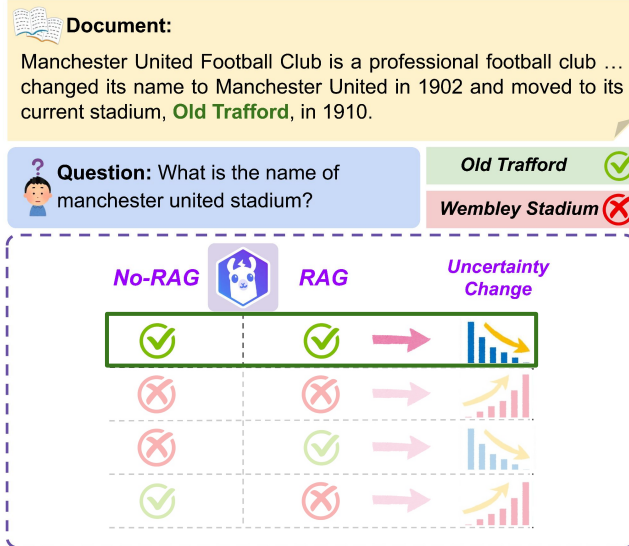 Document:
Manchester United Football Club is a professional football club ...
changed its name to Manchester United in 1902 and moved to its
current stadium, Old Trafford, in 1910.
Question: What is the name of
manchester united stadium?
Old Trafford
Wembley Stadium
No-RAG
RAG
Uncertainty
Change